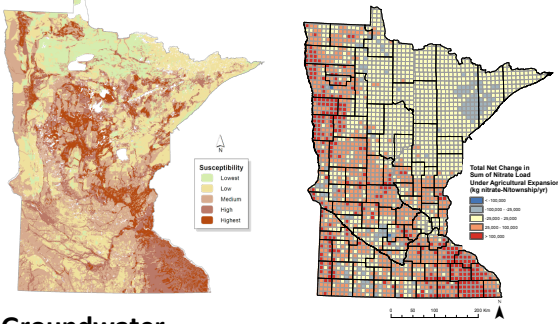 N
Susceptibility
Lowest
Low
Medium
High
Highest
Total Net Change in
Sum of Nitrate Load
Under Agricultural Expansion
(kg nitrate-N/township/yr)
< -100,000
-100,000 - -25,000
-25,000 - 25,000
25,000 - 100,000
> 100,000
0 50 100 200 Km
N
Groundwater